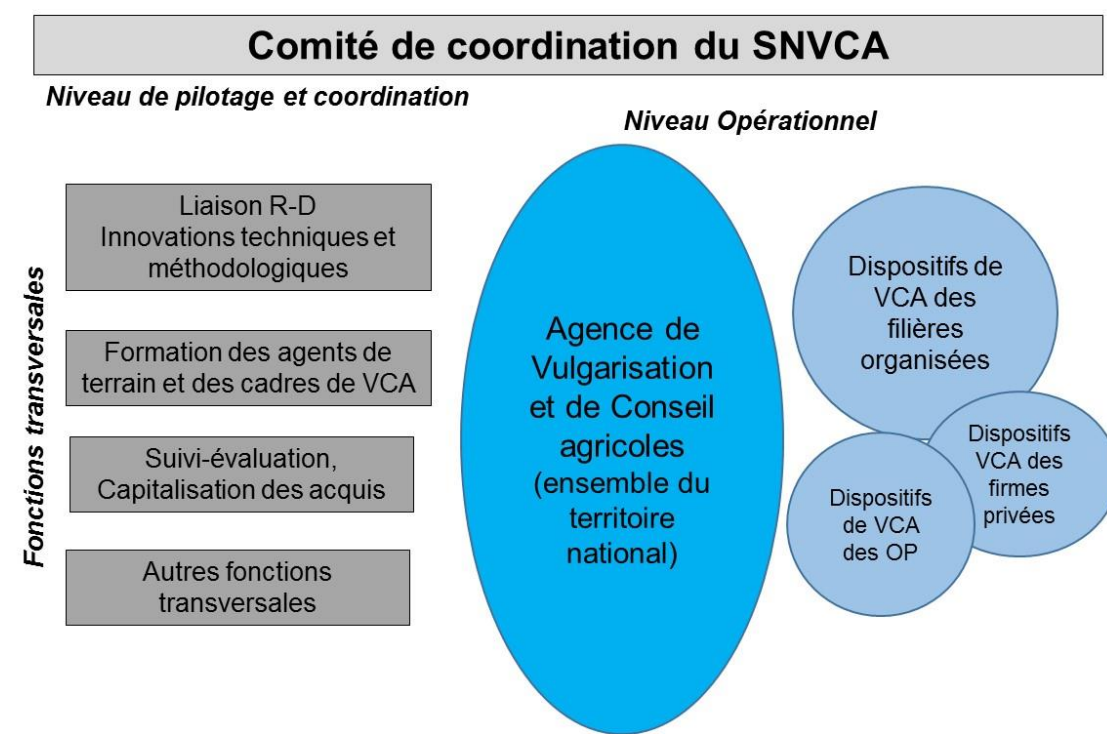 Comité de coordination du SNVCA
Niveau de pilotage et coordination
Niveau Opérationnel
Fonctions transversales
Liaison R-D
Innovations techniques et
méthodologiques
Formation des agents de
terrain et des cadres de VCA
Suivi-évaluation,
Capitalisation des acquis
Autres fonctions
transversales
Agence de
Vulgarisation
et de Conseil
agricoles
(ensemble du
territoire
national)
Dispositifs de
VCA des
filières
organisées
Dispositifs
VCA des
firmes
privées
Dispositifs
de VCA
des OP